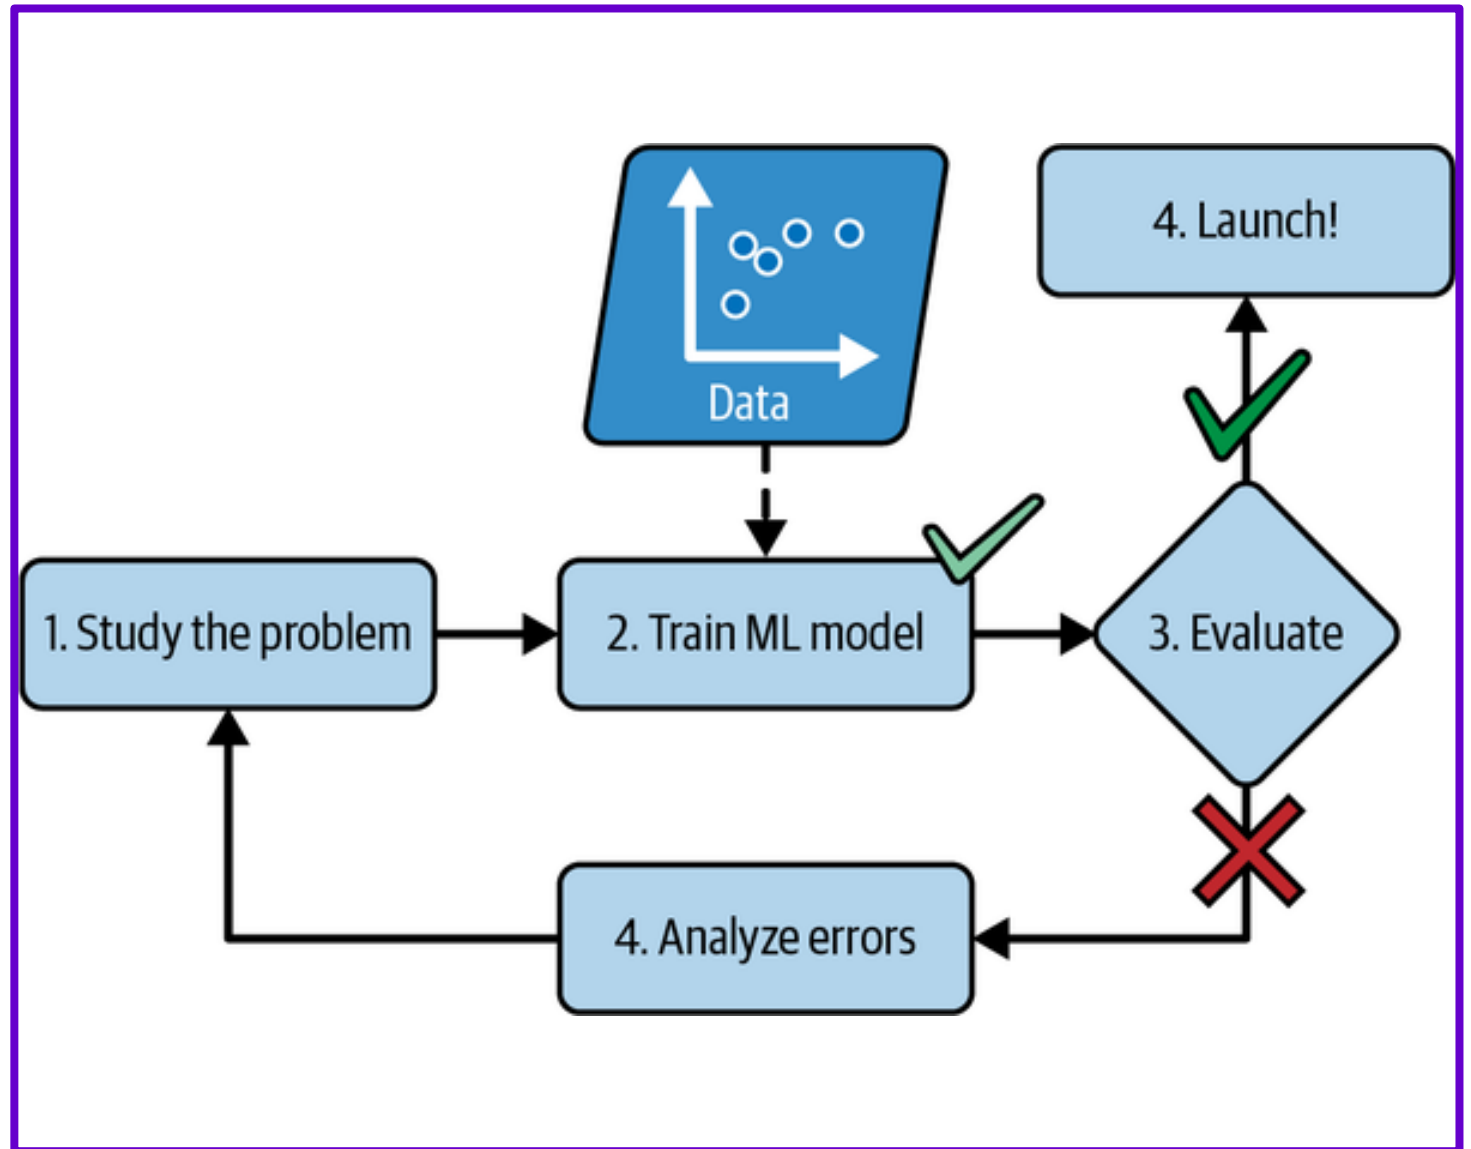 4. Launch!
Data
1. Study the problem
2. Train ML model
3. Evaluate
4. Analyze errors